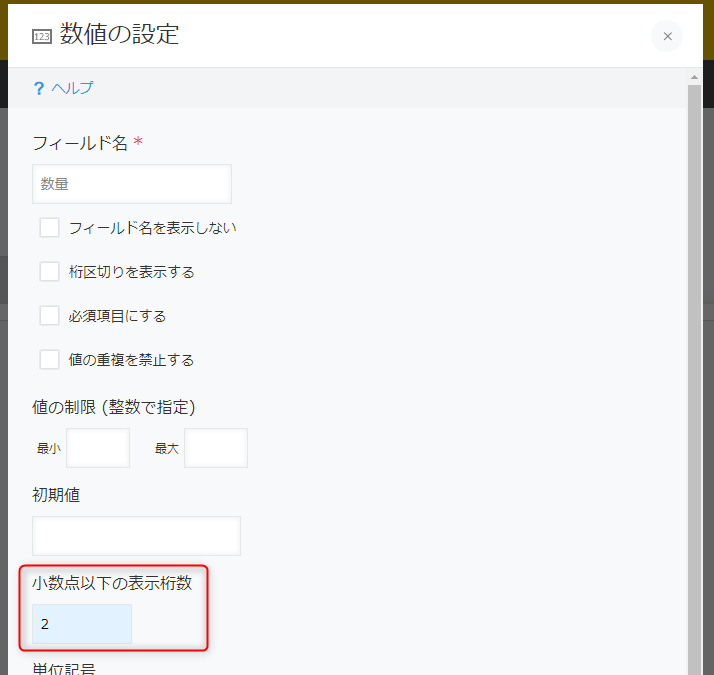 123 数値の設定
? ヘルプ
フィールド名 *
数量
フィールド名を表示しない
桁区切りを表示する
必須項目にする
値の重複を禁止する
値の制限 (整数で指定)
最小 最大
初期値
小数点以下の表示桁数
2
単位記号